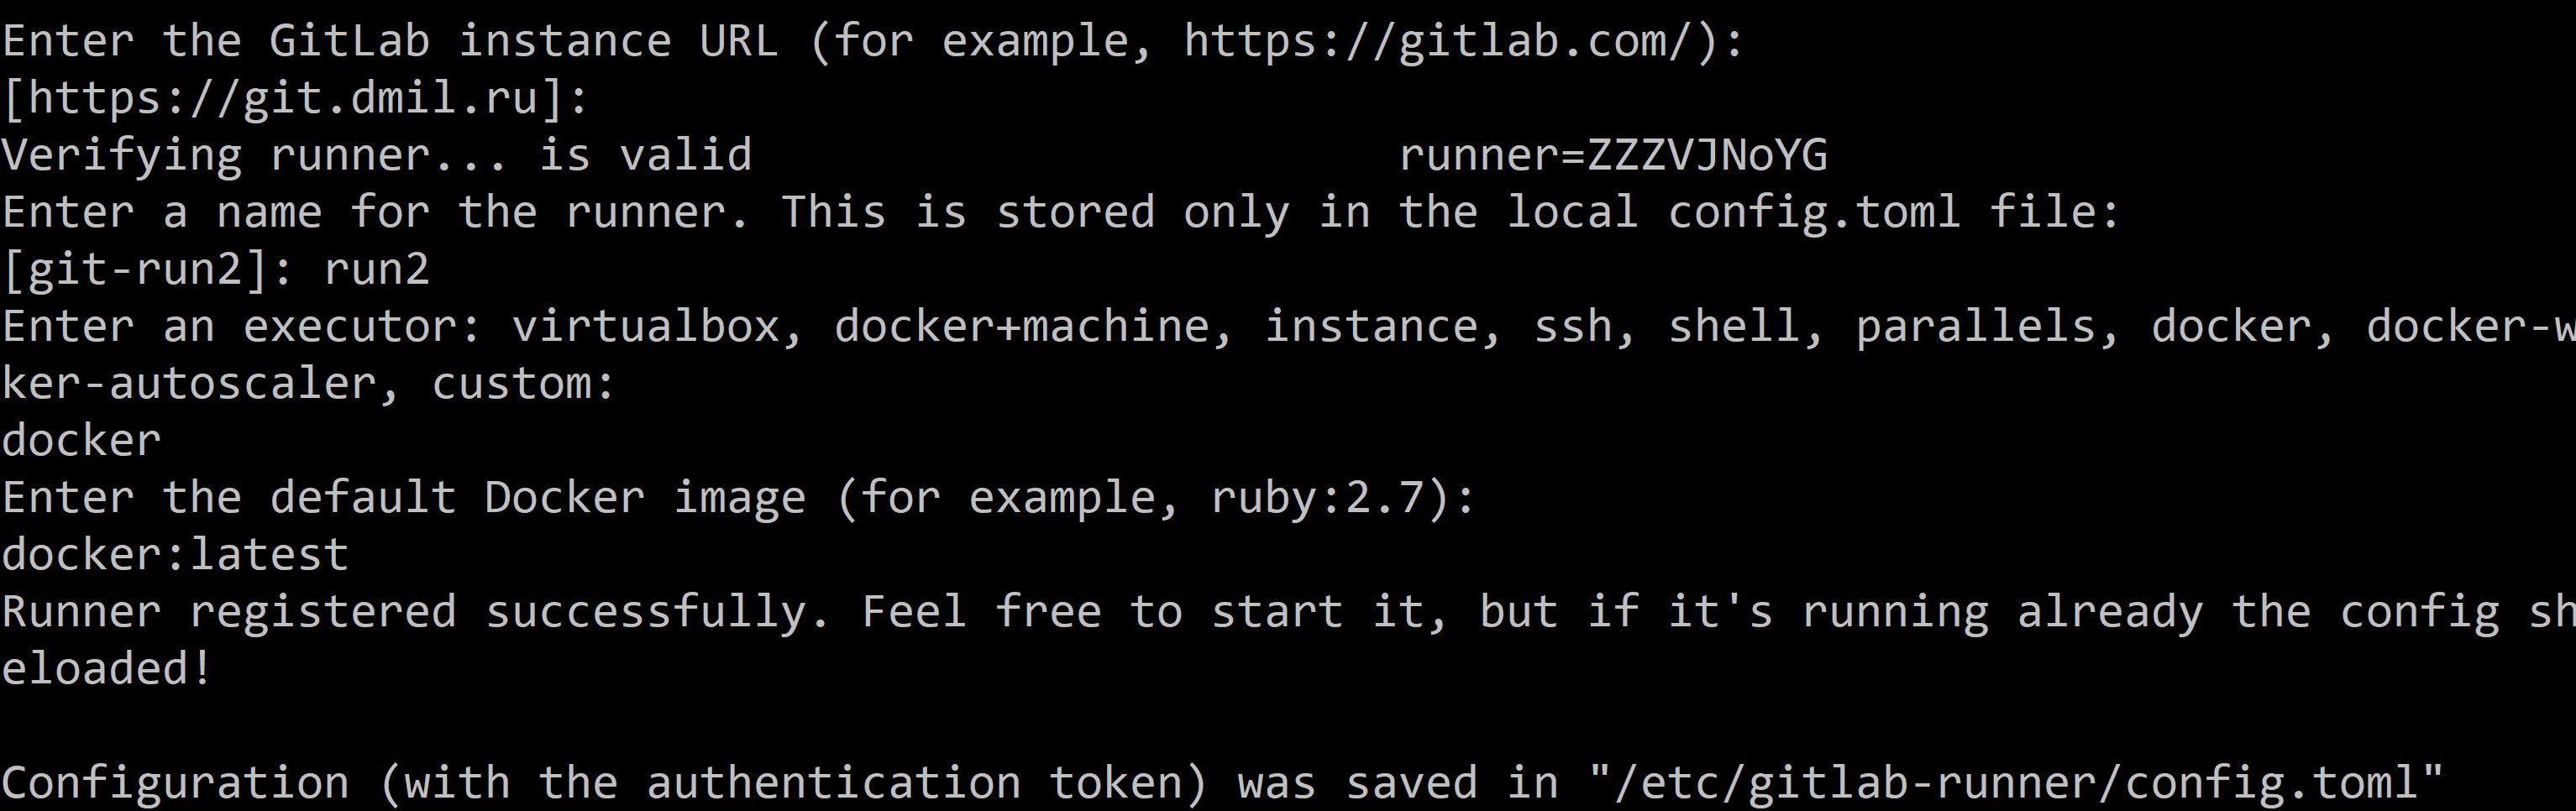 Enter the GitLab instance URL (for example, https://gitlab.com/):
[https://git.dmil.ru]:
Verifying runner... is valid                        runner=ZZZVJNoYG
Enter a name for the runner. This is stored only in the local config.toml file:
[git-run2]: run2
Enter an executor: virtualbox, docker+machine, instance, ssh, shell, parallels, docker, docker-w
ker-autoscaler, custom:
docker
Enter the default Docker image (for example, ruby:2.7):
docker:latest
Runner registered successfully. Feel free to start it, but if it's running already the config sh
eloaded!
Configuration (with the authentication token) was saved in "/etc/gitlab-runner/config.toml"